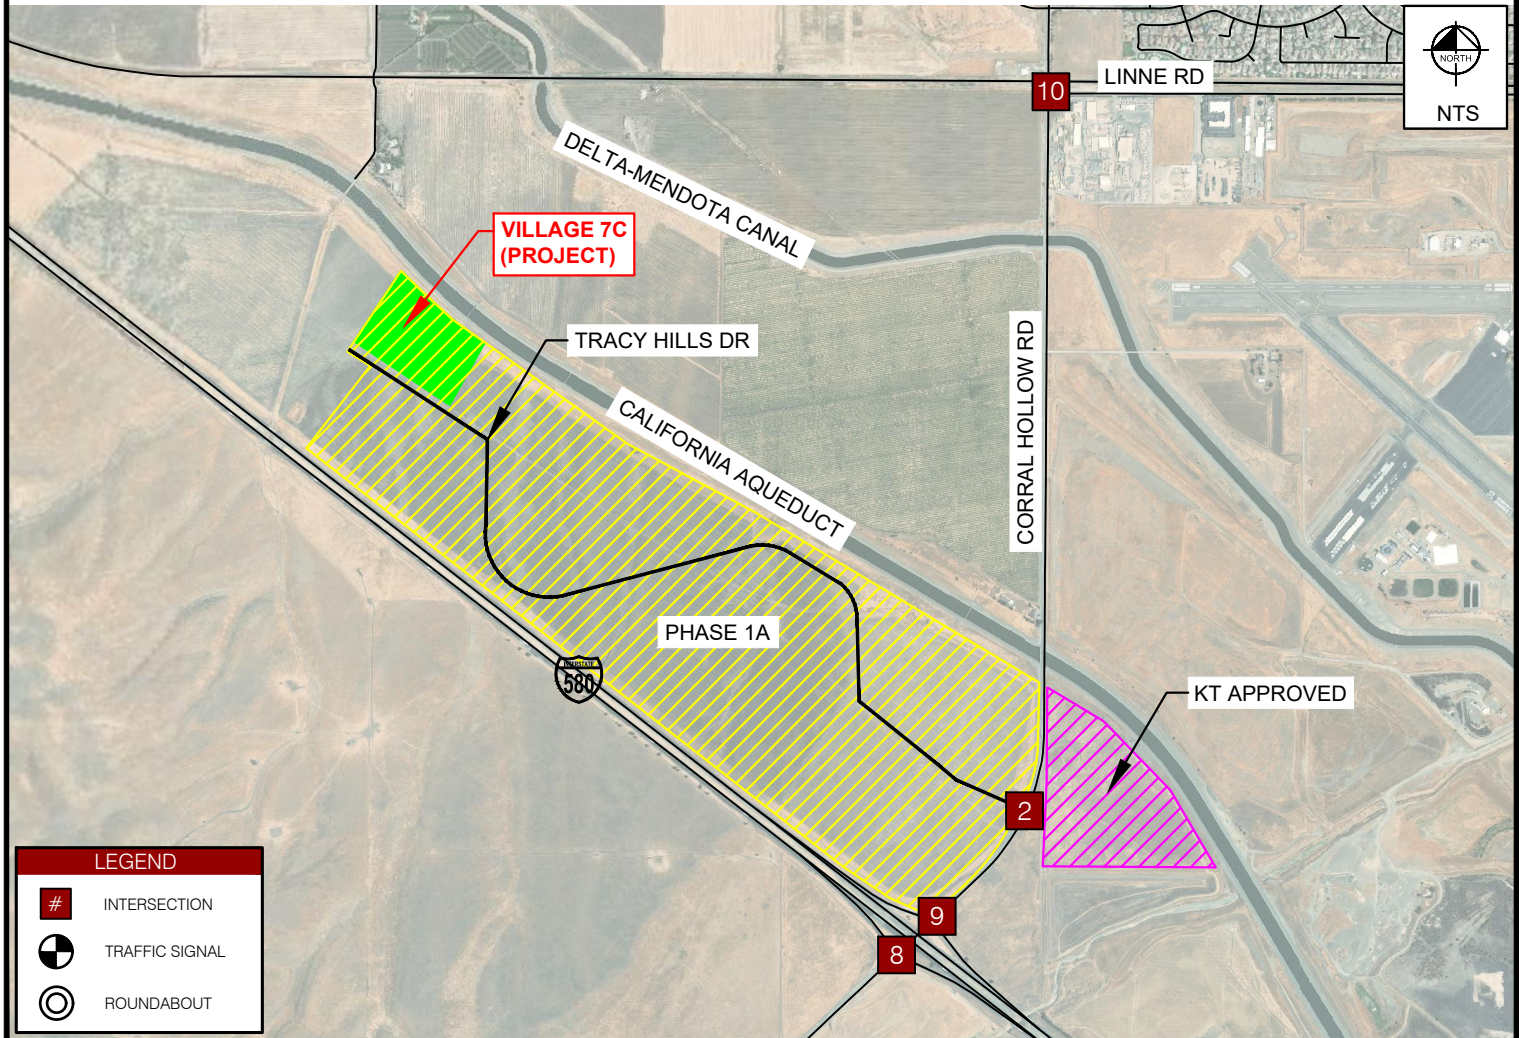 10
LINNE RD
NORTH
NTS
DELTA-MENDOTA CANAL
VILLAGE 7C
(PROJECT)
TRACY HILLS DR
CORRAL HOLLOW RD
CALIFORNIA AQUEDUCT
PHASE 1A
INTERSTATE
580
KT APPROVED
2
9
8
LEGEND
# INTERSECTION
TRAFFIC SIGNAL
ROUNDABOUT